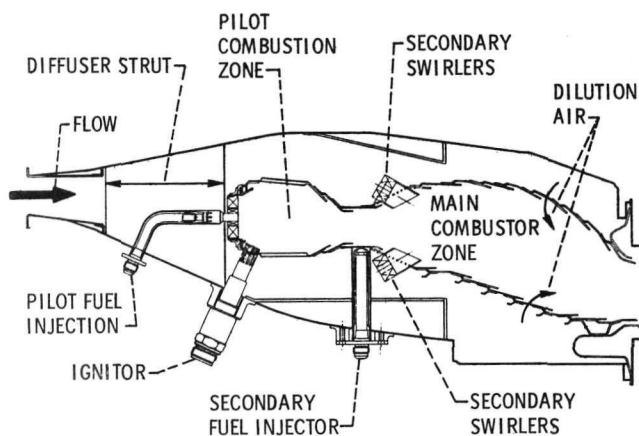 PILOT
COMBUSTION
ZONE
SECONDARY
SWIRLERS
DIFFUSER STRUT
DILUTION
AIR
FLOW
MAIN
COMBUSTOR
ZONE
PILOT FUEL
INJECTION
IGNITOR
SECONDARY
FUEL INJECTOR
SECONDARY
SWIRLERS